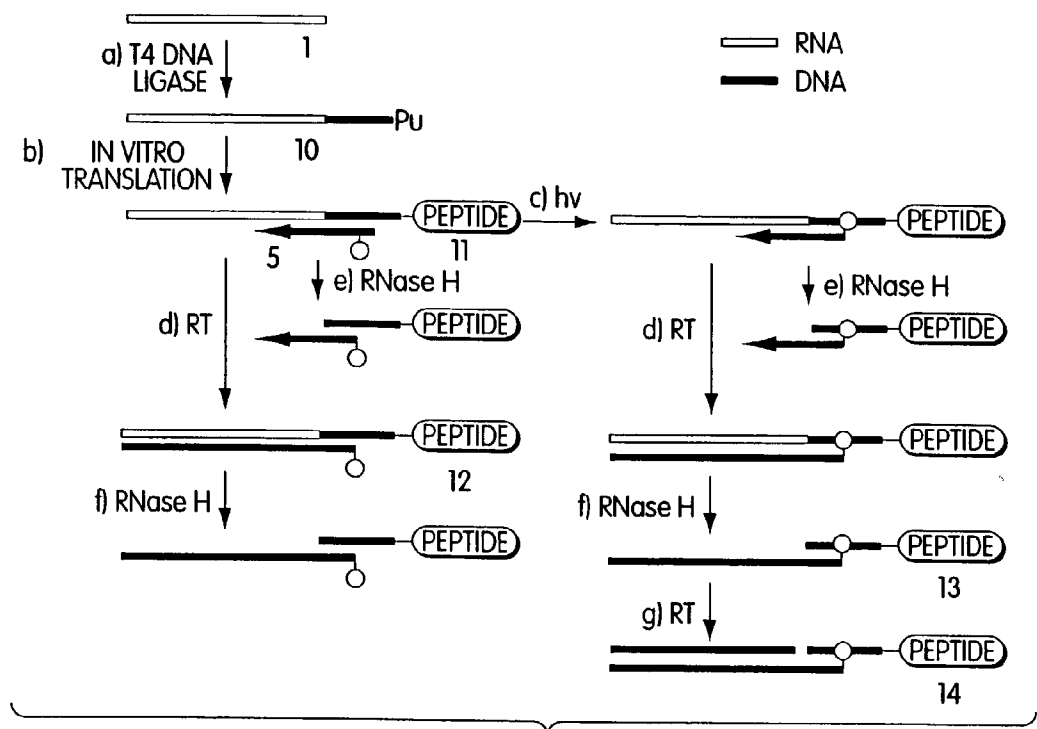 1
a) T4 DNA
LIGASE
RNA
DNA
Pu
10
b) IN VITRO
TRANSLATION
PEPTIDE
11
5
c) hν
PEPTIDE
e) RNase H
PEPTIDE
d) RT
e) RNase H
PEPTIDE
d) RT
PEPTIDE
12
PEPTIDE
f) RNase H
PEPTIDE
f) RNase H
PEPTIDE
13
g) RT
PEPTIDE
14